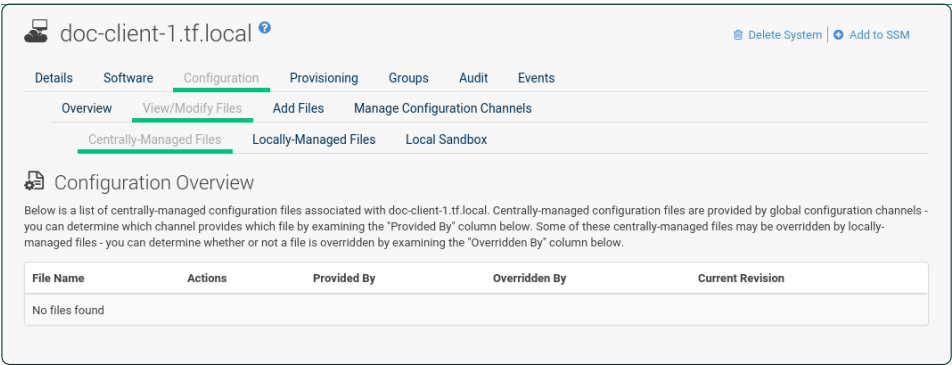 doc-client-1.tf.local ?
Delete System | Add to SSM
Details Software Configuration Provisioning Groups Audit Events
Overview View/Modify Files Add Files Manage Configuration Channels
Centrally-Managed Files Locally-Managed Files Local Sandbox
Configuration Overview
Below is a list of centrally-managed configuration files associated with doc-client-1.tf.local. Centrally-managed configuration files are provided by global configuration channels -
you can determine which channel provides which file by examining the "Provided By" column below. Some of these centrally-managed files may be overridden by locally-
managed files - you can determine whether or not a file is overridden by examining the "Overridden By" column below.
File Name Actions Provided By Overridden By Current Revision
No files found